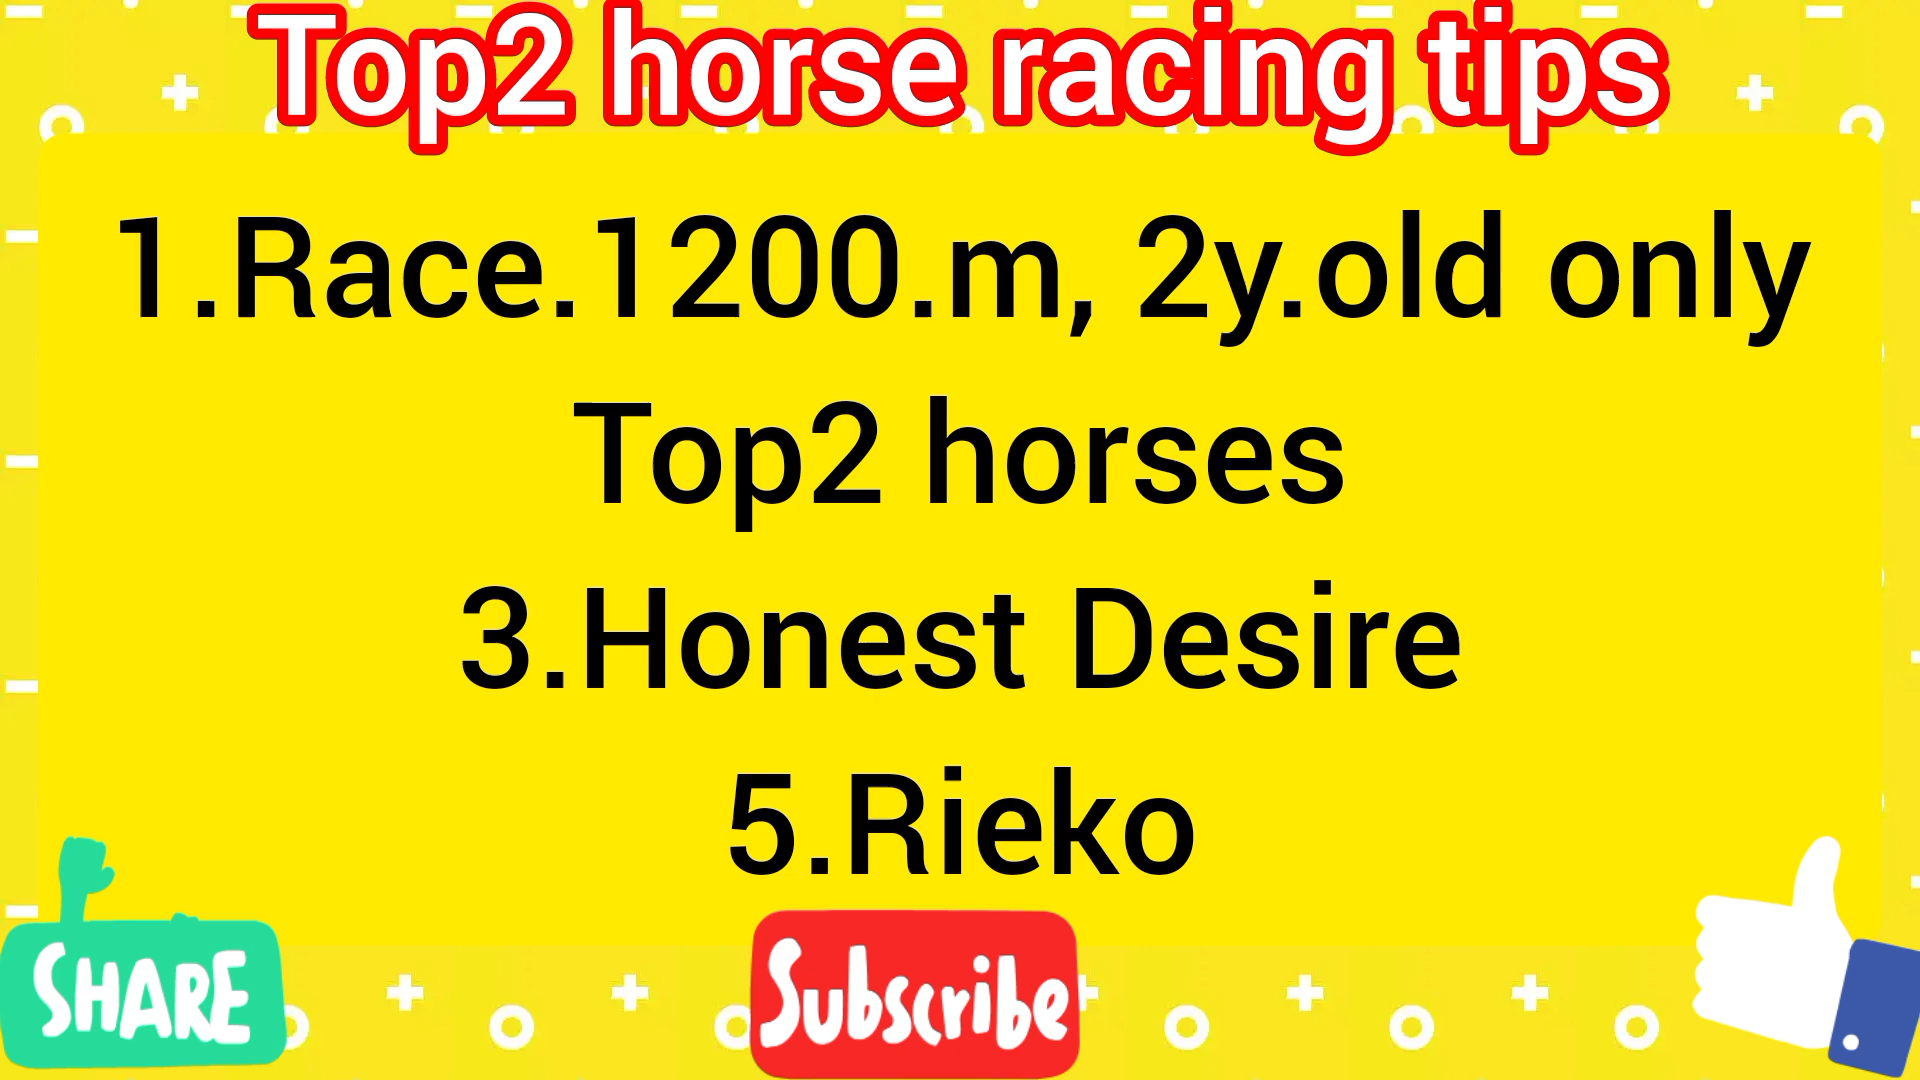 Top2 horse racing tips
1.Race.1200.m, 2y.old only
Top2 horses
3.Honest Desire
5.Rieko
SHARE
Subscribe